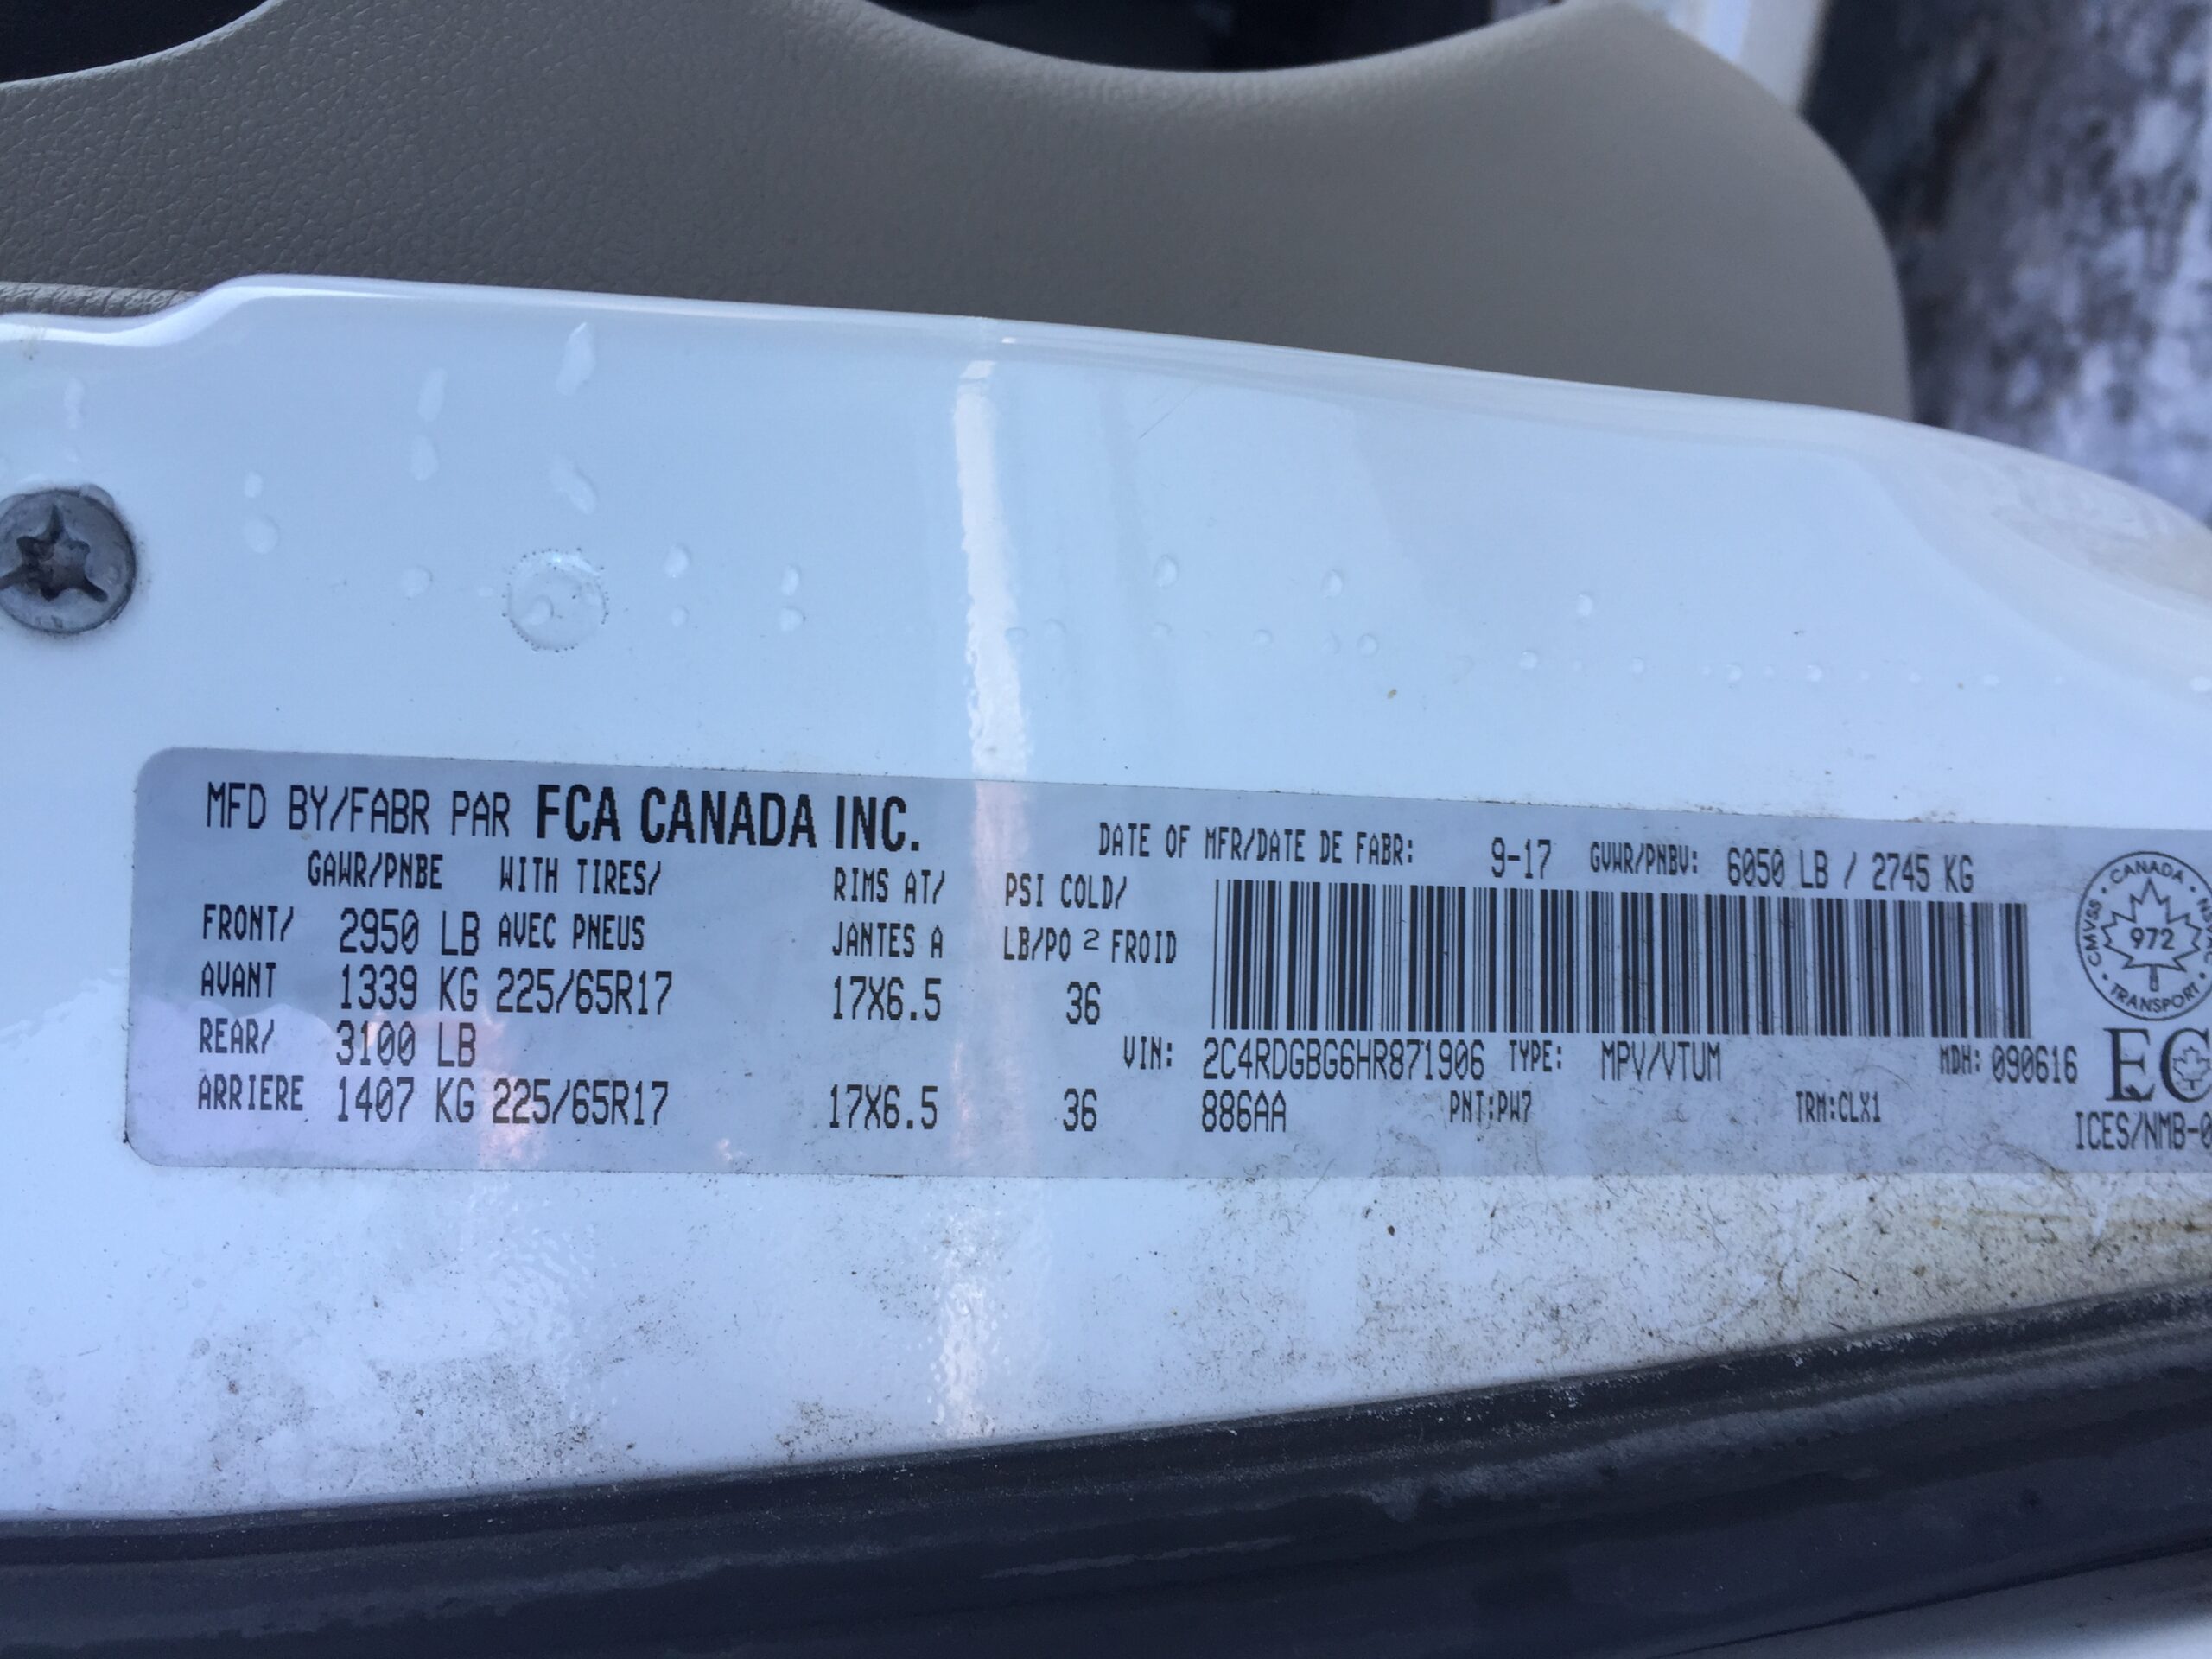 MFD BY/FABR PAR FCA CANADA INC.
DATE OF MFR/DATE DE FABR: 9-17 GVWR/PNBV: 6050 LB / 2745 KG
GAWR/PNBE WITH TIRES/ RIMS AT/ PSI COLD/
FRONT/ 2950 LB AVEC PNEUS JANTES A LB/PO 2 FROID
AVANT 1339 KG 225/65R17 17X6.5 36
REAR/ 3100 LB
VIN: 2C4RDGBG6HR871906 TYPE: MPV/VTUM MDH: 090616
ARRIERE 1407 KG 225/65R17 17X6.5 36
886AA PNT:PW7 TRM:CLX1
CANADA
CMVSS
972
TRANSPORT
EC
ICES/NMB-0